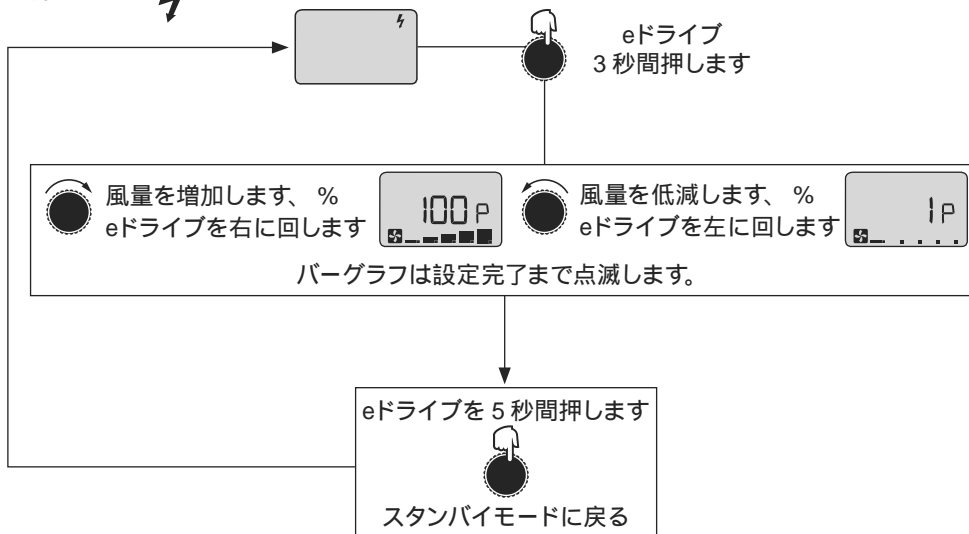 eドライブ
3 秒間押します
風量を増加します、 %
eドライブを右に回します
100 P
風量を低減します、 %
eドライブを左に回します
1 P
バーグラフは設定完了まで点滅します。
eドライブを 5 秒間押します
スタンバイモードに戻る